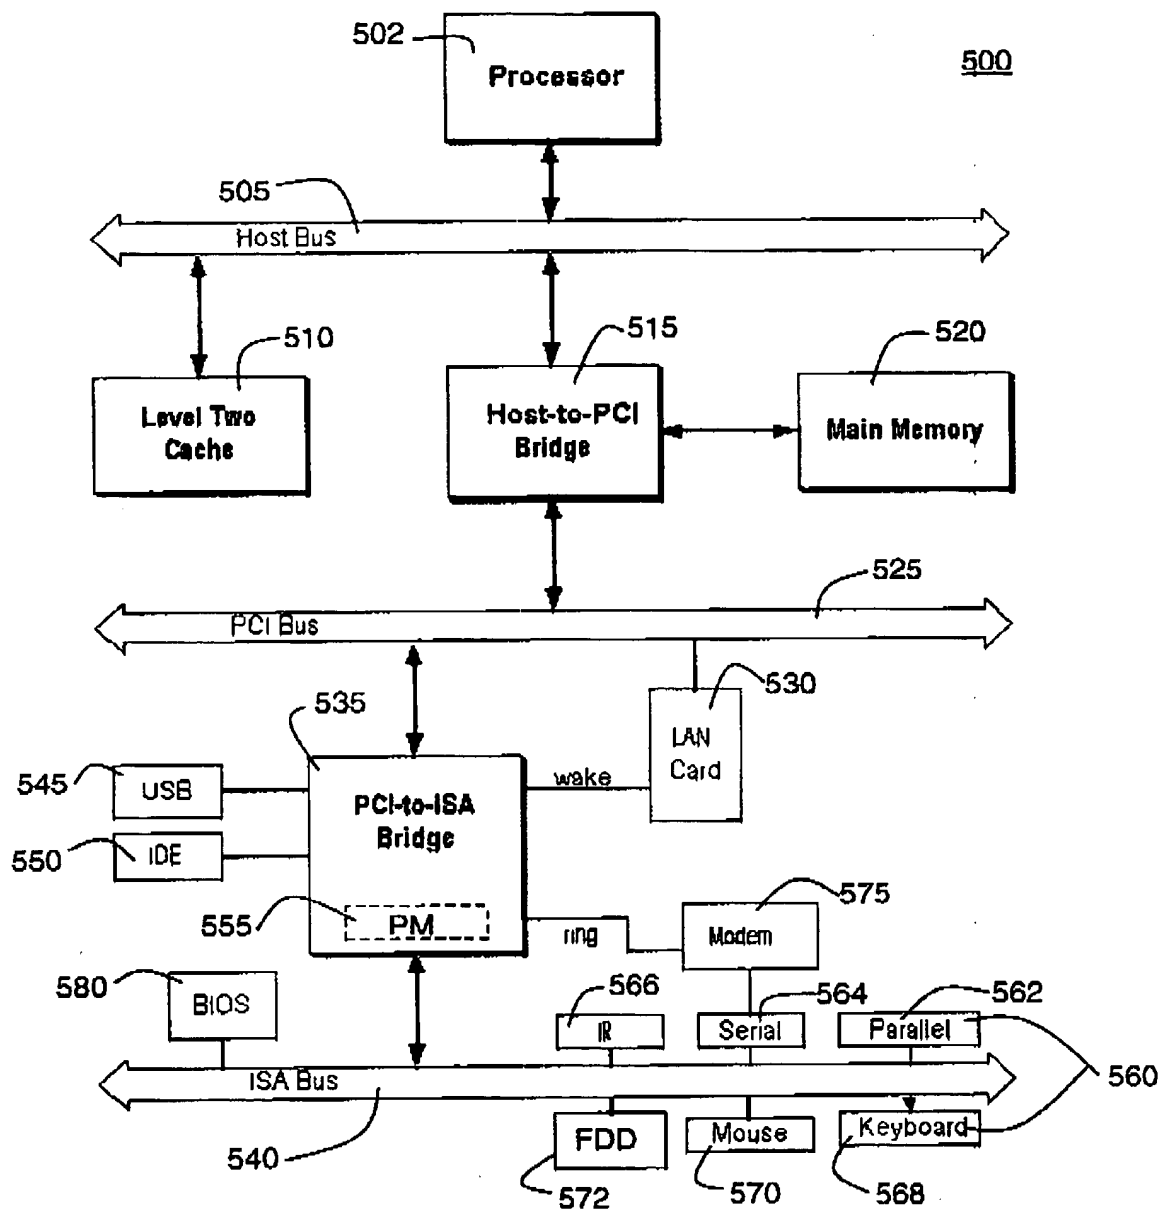 502
Processor
500
505
Host Bus
510
515
520
Level Two
Cache
Host-to-PCI
Bridge
Main Memory
525
PCI Bus
530
535
LAN
Card
545
USB
wake
PCI-to-ISA
Bridge
550
IDE
575
555
PM
ring
Modem
580
BIOS
566
564
562
IR
Serial
Parallel
560
ISA Bus
540
FDD
Mouse
Keyboard
572
570
568